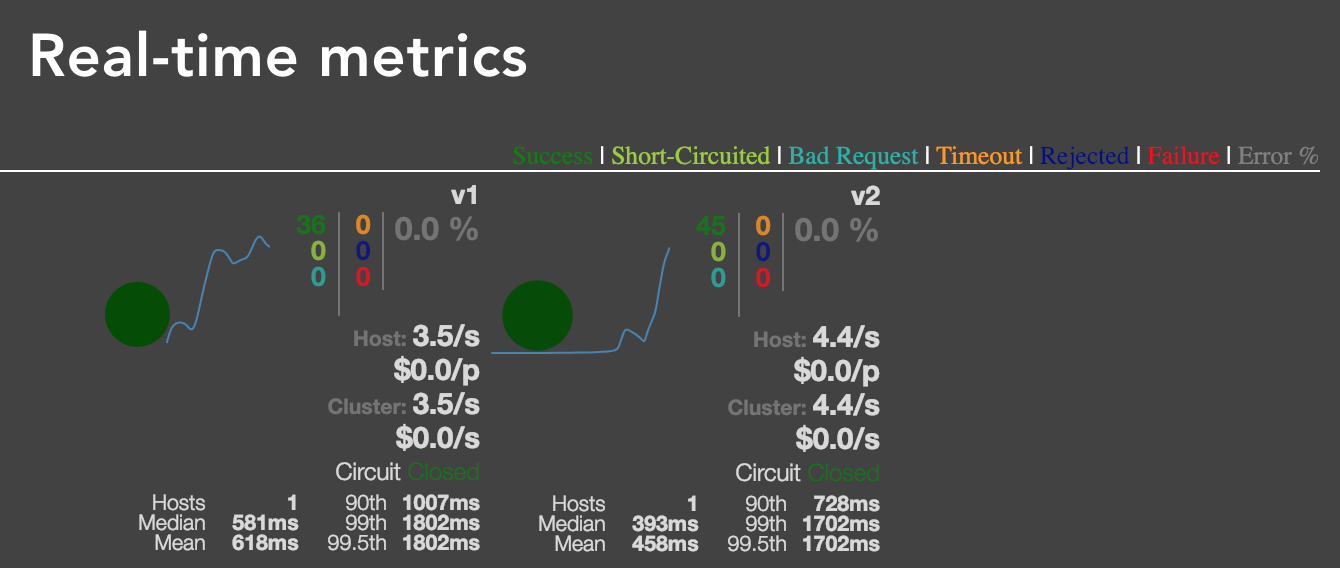 Real-time metrics
Success | Short-Circuited | Bad Request | Timeout | Rejected | Failure | Error %
v1
36 0 0.0 %
0 0
0 0
Host: 3.5/s
$0.0/p
Cluster: 3.5/s
$0.0/s
Circuit Closed
Hosts 1 90th 1007ms
Median 581ms 99th 1802ms
Mean 618ms 99.5th 1802ms
v2
45 0 0.0 %
0 0
0 0
Host: 4.4/s
$0.0/p
Cluster: 4.4/s
$0.0/s
Circuit Closed
Hosts 1 90th 728ms
Median 393ms 99th 1702ms
Mean 458ms 99.5th 1702ms